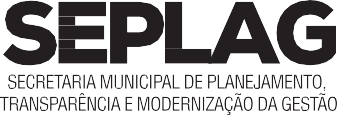 SEPLAG
SECRETARIA MUNICIPAL DE PLANEJAMENTO,
TRANSPARÊNCIA E MODERNIZAÇÃO DA GESTÃO